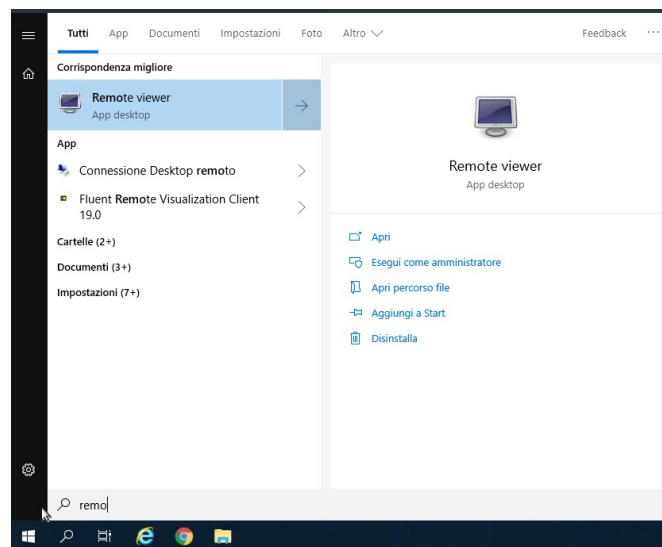 Tutti App Documenti Impostazioni Foto Altro Feedback ...
Corrispondenza migliore
Remote viewer
App desktop
App
Connessione Desktop remoto
Fluent Remote Visualization Client
19.0
Cartelle (2+)
Documenti (3+)
Impostazioni (7+)
Remote viewer
App desktop
Apri
Esegui come amministratore
Apri percorso file
Aggiungi a Start
Disinstalla
remo